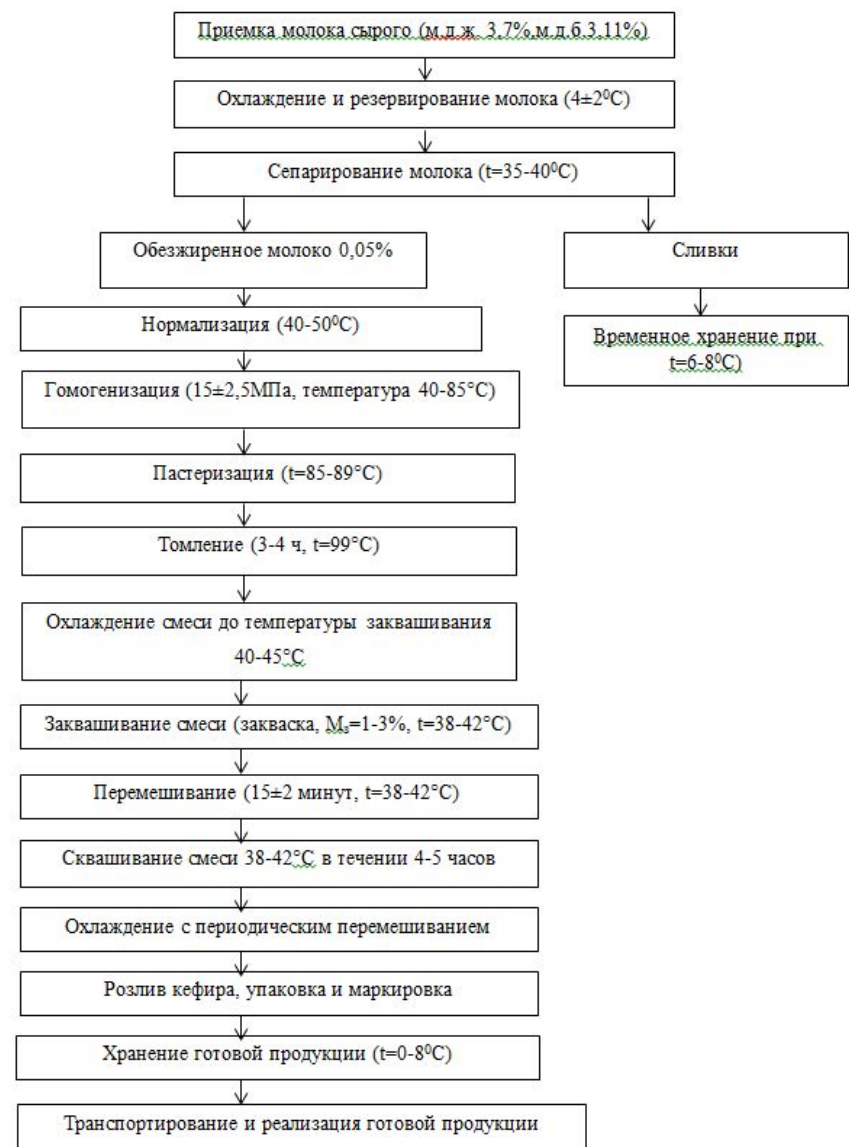 Приемка молока сырого (м.д.ж. 3,7%,м.д.б.3,11%)
Охлаждение и резервирование молока (4±2⁰С)
Сепарирование молока (t=35-40⁰С)
Обезжиренное молоко 0,05%
Сливки
Нормализация (40-50⁰С)
Временное хранение при
t=6-8⁰С)
Гомогенизация (15±2,5МПа, температура 40-85°С)
Пастеризация (t=85-89°С)
Томление (3-4 ч, t=99°С)
Охлаждение смеси до температуры заквашивания
40-45°С
Заквашивание смеси (закваска, Мз=1-3%, t=38-42°С)
Перемешивание (15±2 минут, t=38-42°С)
Сквашивание смеси 38-42°С в течении 4-5 часов
Охлаждение с периодическим перемешиванием
Розлив кефира, упаковка и маркировка
Хранение готовой продукции (t=0-8⁰С)
Транспортирование и реализация готовой продукции